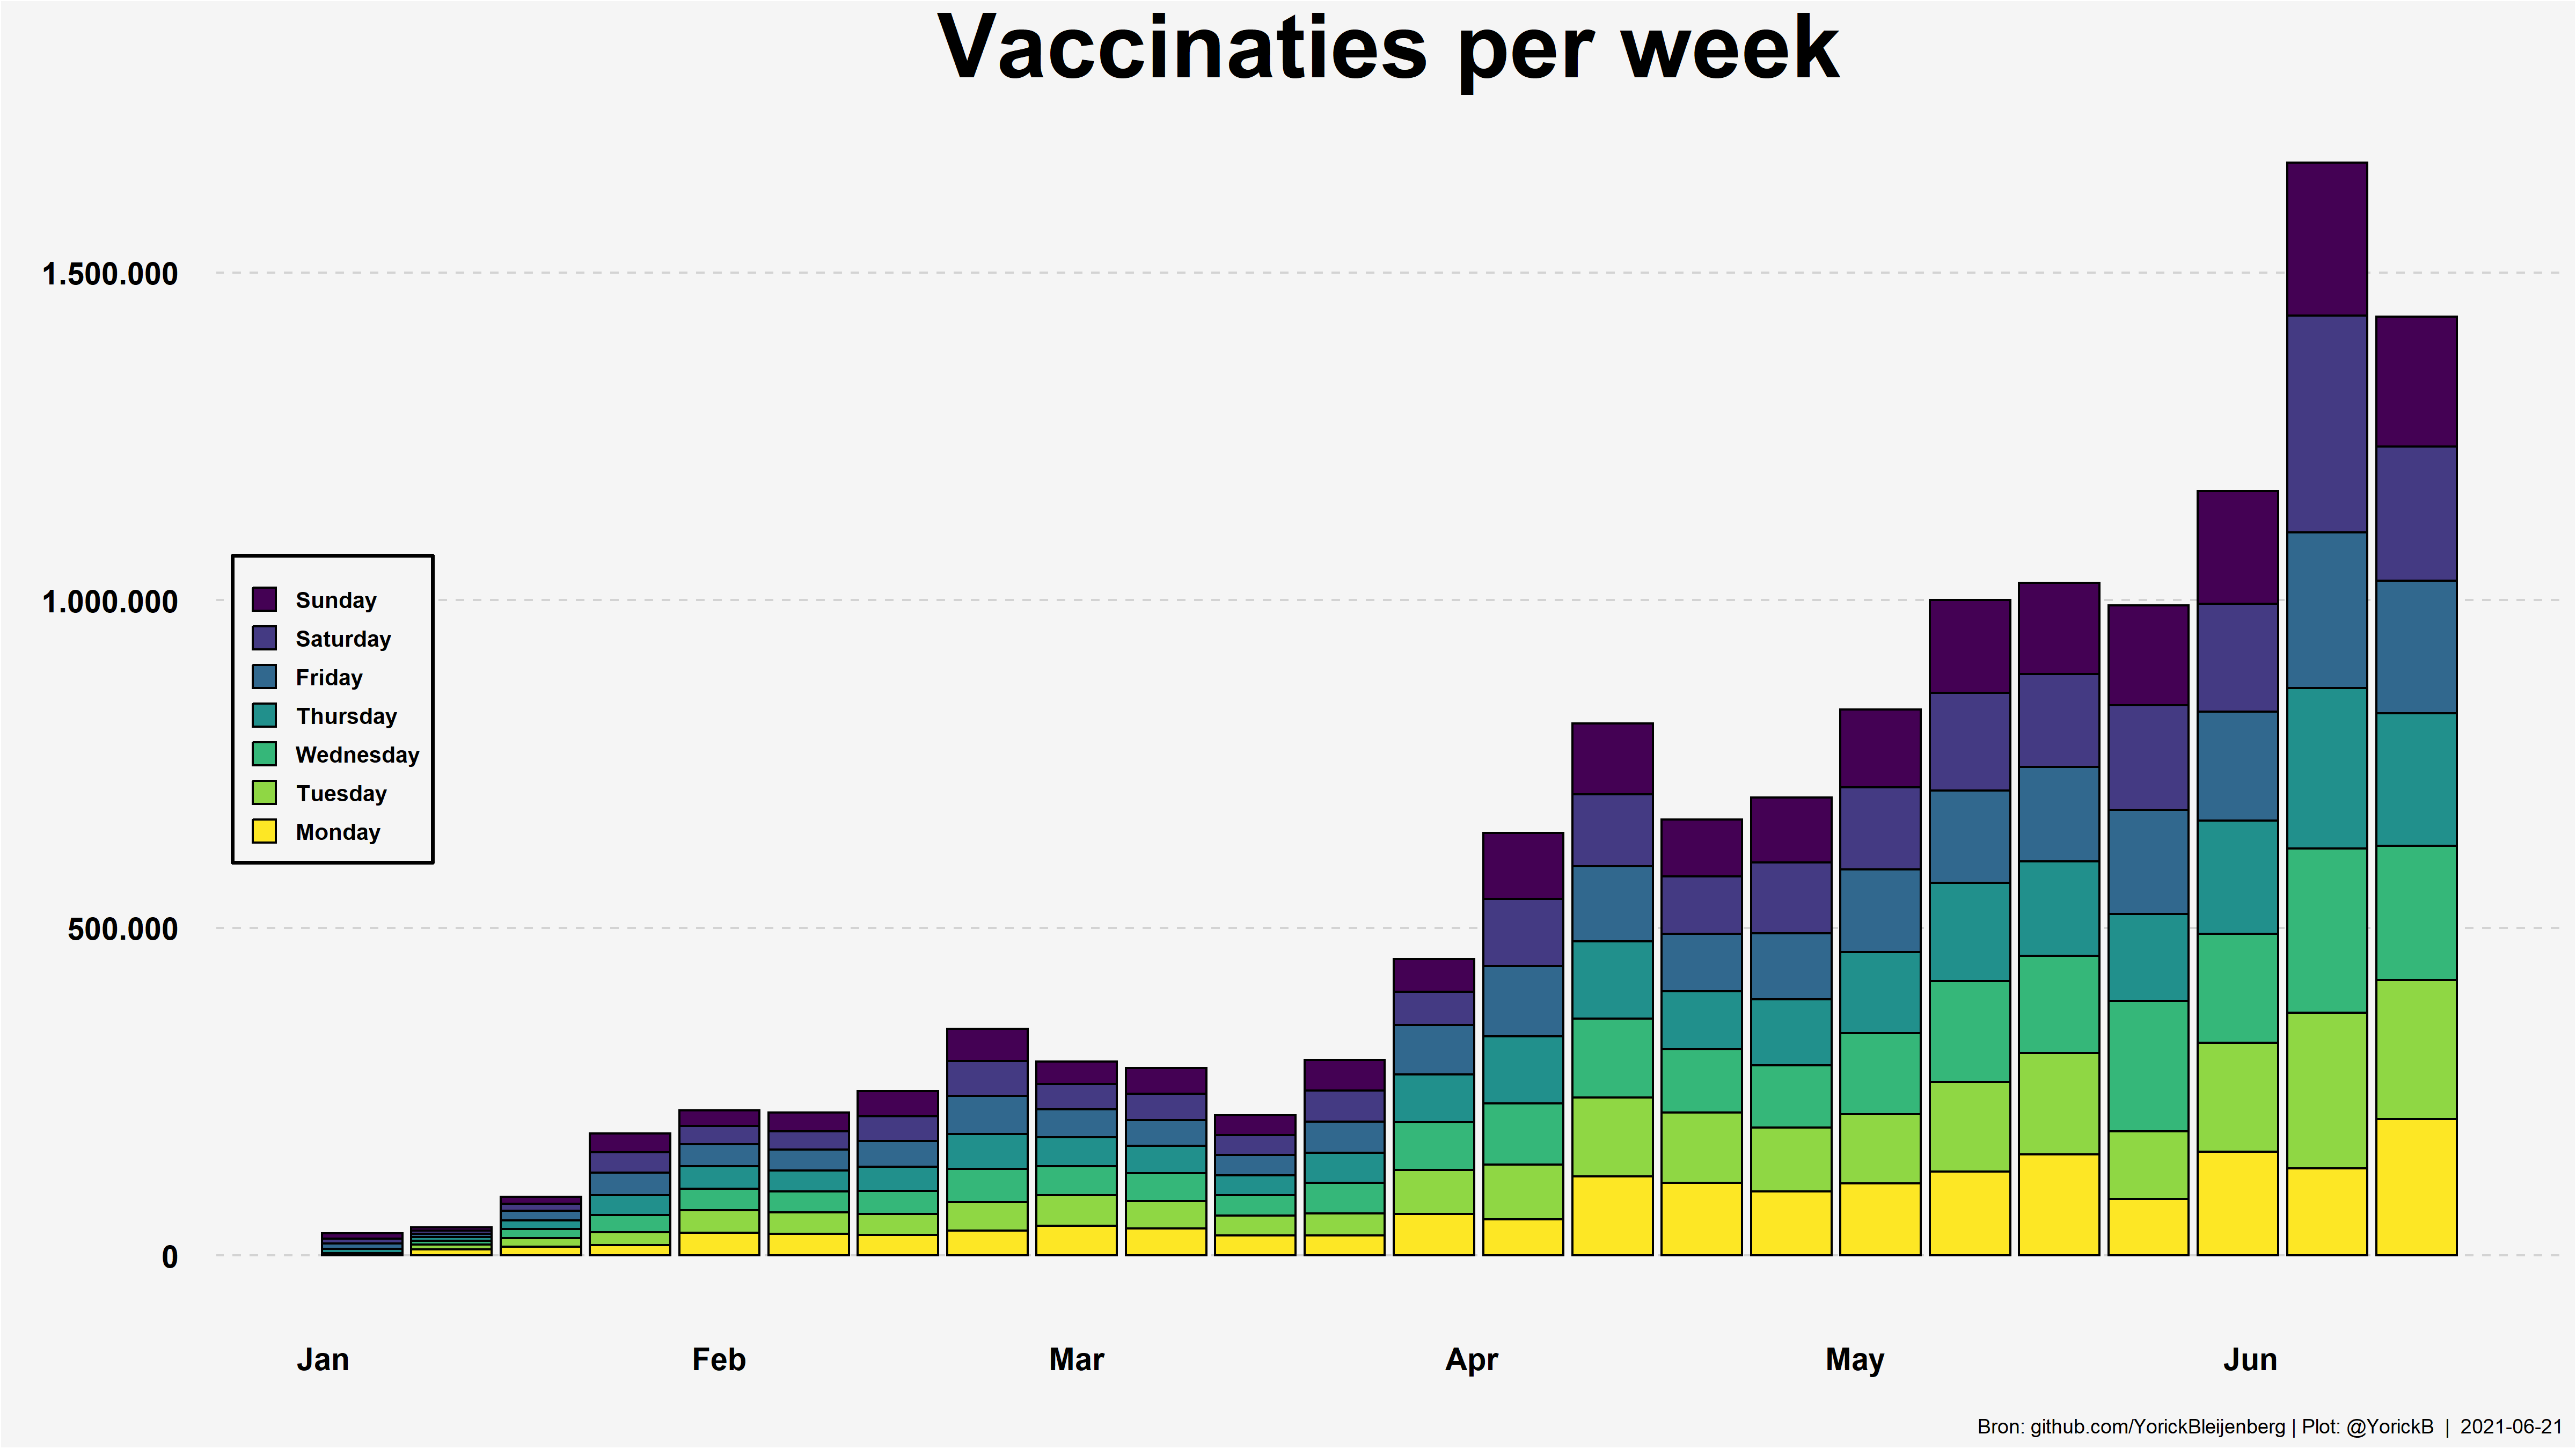 Vaccinaties per week
1.500.000
1.000.000
500.000
0
Sunday
Saturday
Friday
Thursday
Wednesday
Tuesday
Monday
Jan Feb Mar Apr May Jun
Bron: github.com/YorickBleijenberg | Plot: @YorickB | 2021-06-21